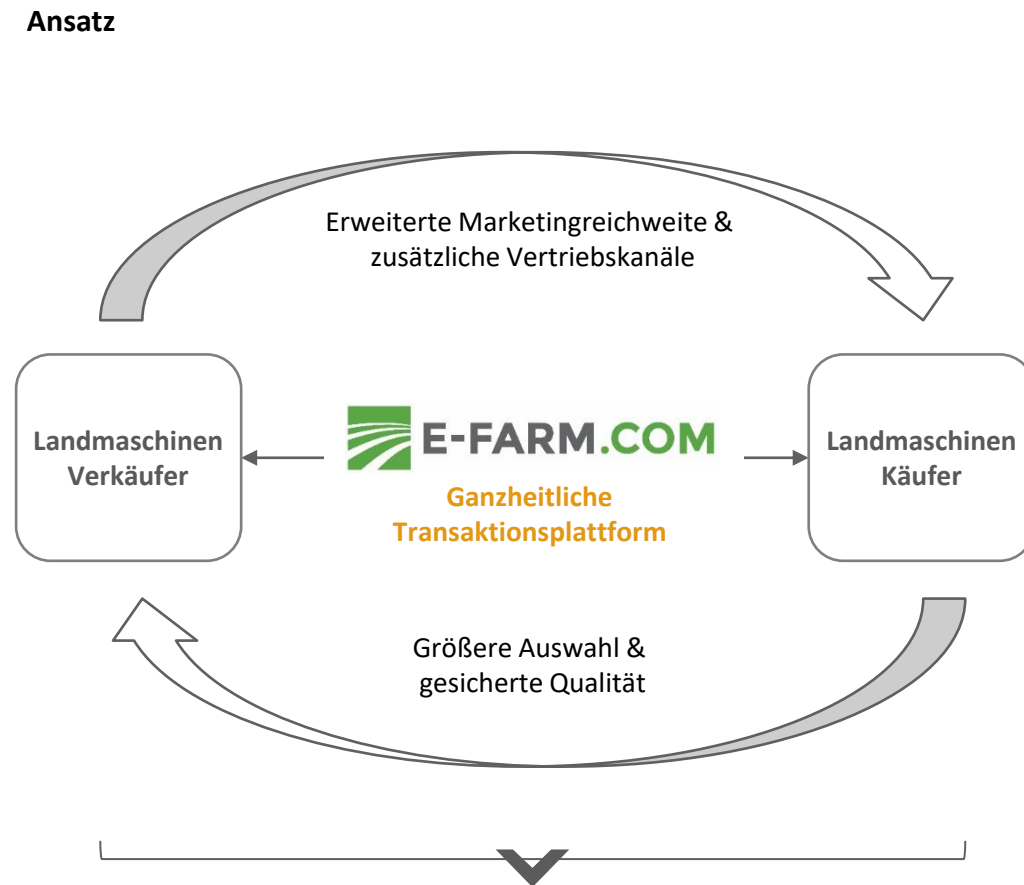 Ansatz
Erweiterte Marketingreichweite &
zusätzliche Vertriebskanäle
Landmaschinen
Verkäufer
E-FARM.COM
Ganzheitliche
Transaktionsplattform
Landmaschinen
Käufer
Größere Auswahl &
gesicherte Qualität